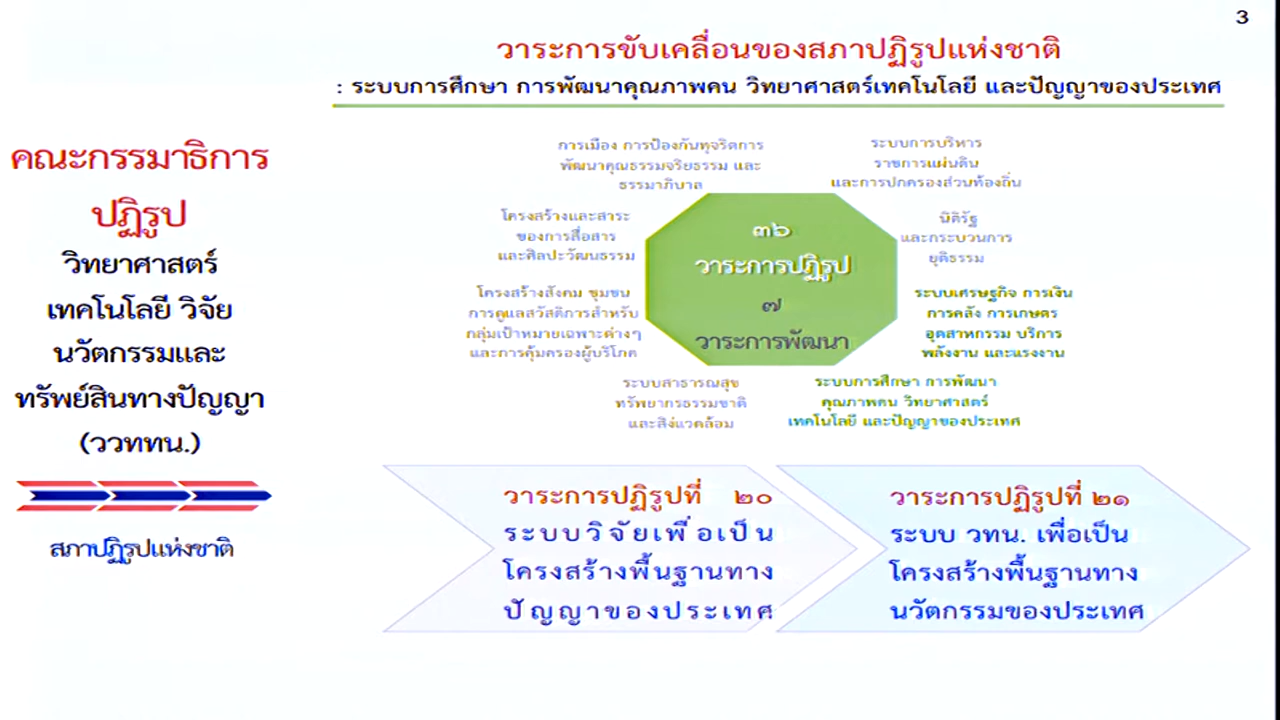 3
วาระการขับเคลื่อนของสภาปฏิรูปแห่งชาติ
: ระบบการศึกษา การพัฒนาคุณภาพคน วิทยาศาสตร์เทคโนโลยี และปัญญาของประเทศ
คณะกรรมาธิการ
ปฏิรูป
วิทยาศาสตร์
เทคโนโลยี วิจัย
นวัตกรรมและ
ทรัพย์สินทางปัญญา
(ววททน.)
สภาปฏิรูปแห่งชาติ
การเมือง การป้องกันทุจริตการ
พัฒนาคุณธรรมจริยธรรม และ
ธรรมาภิบาล
ระบบการบริหาร
ราชการแผ่นดิน
และการปกครองส่วนท้องถิ่น
โครงสร้างและสาระ
ของการสื่อสาร
และศิลปะวัฒนธรรม
นิติรัฐ
และกระบวนการ
ยุติธรรม
๓๖
วาระการปฏิรูป
๗
วาระการพัฒนา
โครงสร้างสังคม ชุมชน
การดูแลสวัสดิการสำหรับ
กลุ่มเป้าหมายเฉพาะต่างๆ
และการคุ้มครองผู้บริโภค
ระบบเศรษฐกิจ การเงิน
การคลัง การเกษตร
อุตสาหกรรม บริการ
พลังงาน และแรงงาน
ระบบสาธารณสุข
ทรัพยากรธรรมชาติ
และสิ่งแวดล้อม
ระบบการศึกษา การพัฒนา
คุณภาพคน วิทยาศาสตร์
เทคโนโลยี และปัญญาของประเทศ
วาระการปฏิรูปที่ ๒๐
ระบบวิจัยเพื่อเป็น
โครงสร้างพื้นฐานทาง
ปัญญาของประเทศ
วาระการปฏิรูปที่ ๒๑
ระบบ วทน. เพื่อเป็น
โครงสร้างพื้นฐานทาง
นวัตกรรมของประเทศ